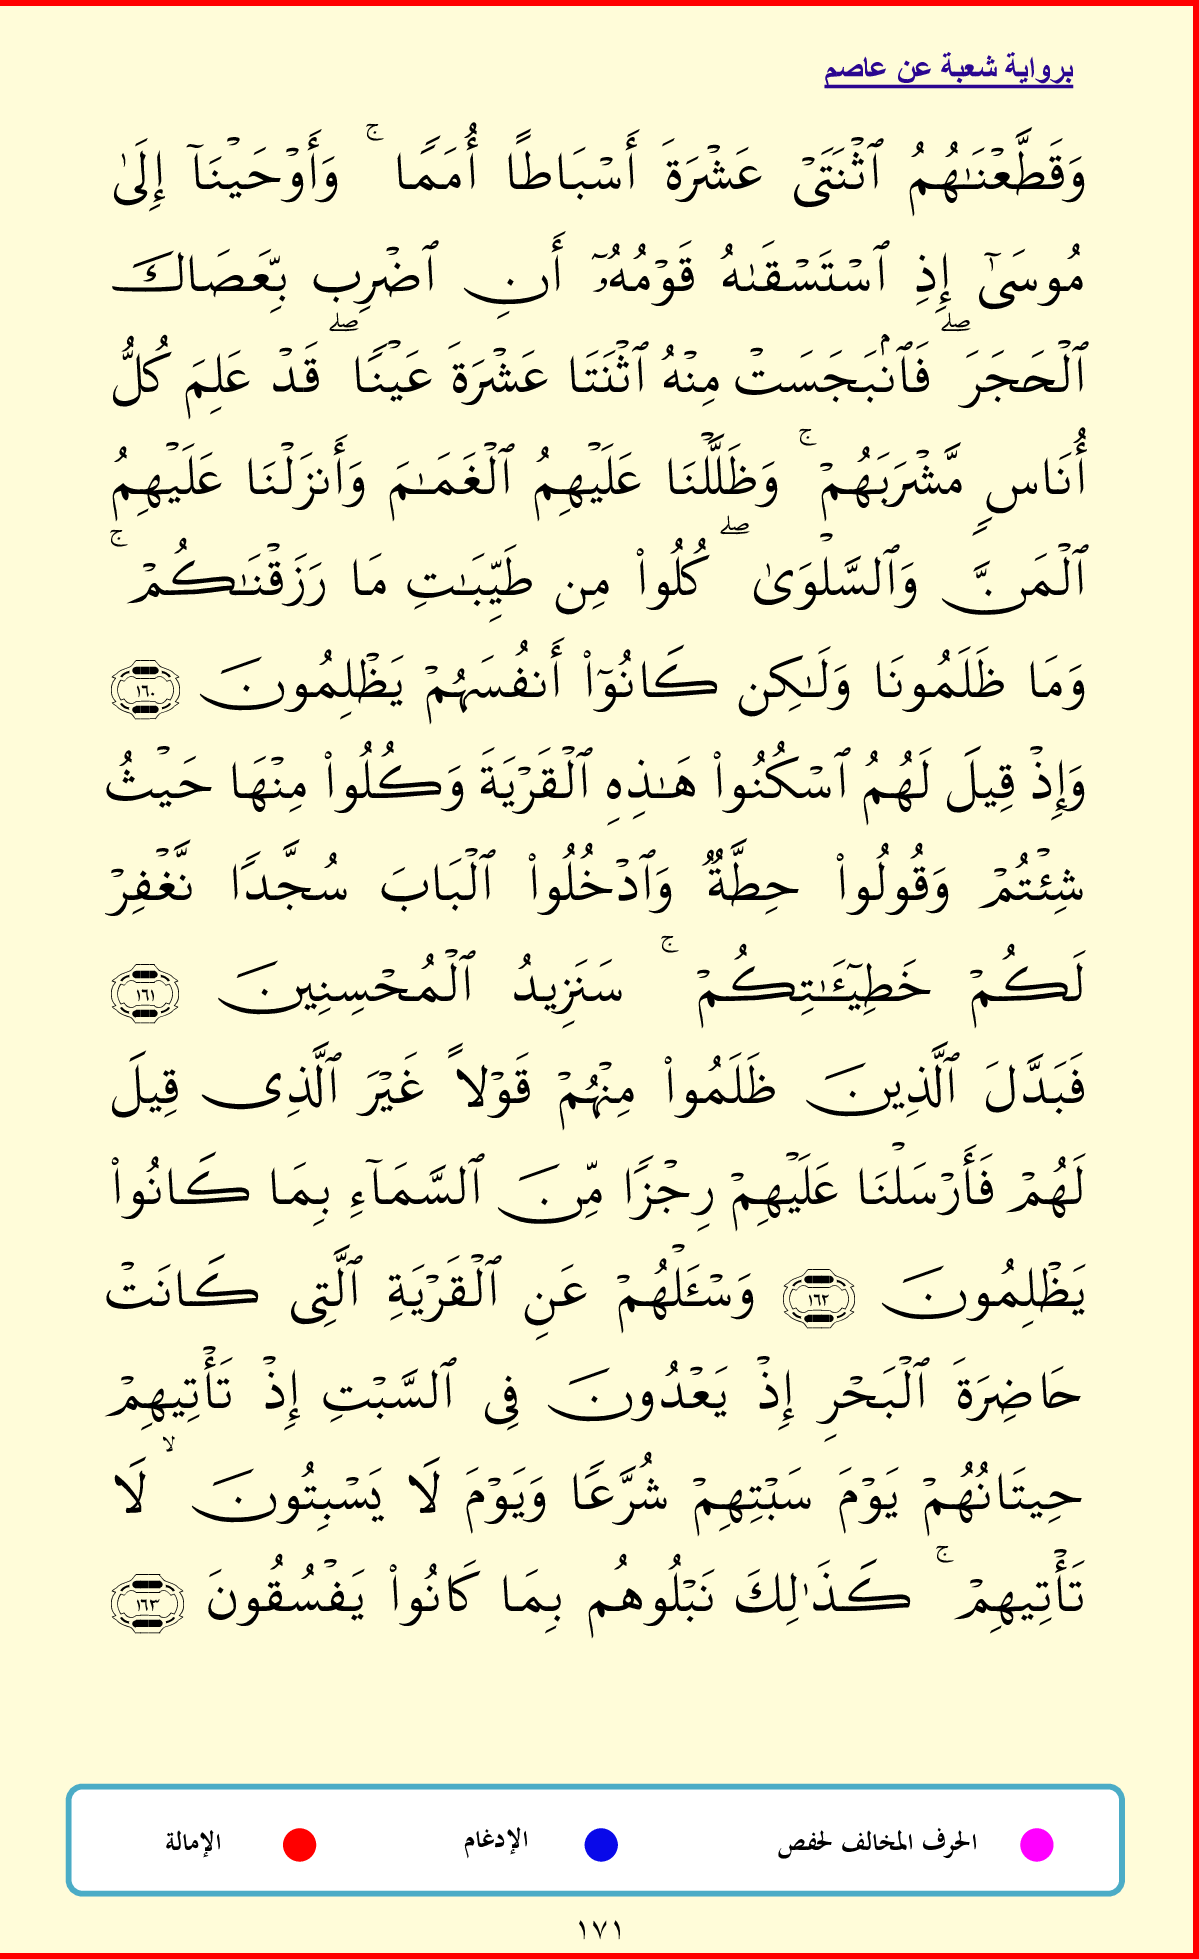 برواية شعبة عن عاصم
وَقَطَّعْنَـٰهُمُ ٱثْنَتَىْ عَشْرَةَ أَسْبَاطًا أُمَمًا ۚ وَأَوْحَيْنَآ إِلَىٰ
مُوسَىٰٓ إِذِ ٱسْتَسْقَىٰهُ قَوْمُهُۥٓ أَنِ ٱضْرِب بِّعَصَاكَ
ٱلْحَجَرَ ۖ فَٱنۢبَجَسَتْ مِنْهُ ٱثْنَتَا عَشْرَةَ عَيْنًا ۖ قَدْ عَلِمَ كُلُّ
أُنَاسٍ مَّشْرَبَهُمْ ۚ وَظَلَّلْنَا عَلَيْهِمُ ٱلْغَمَـٰمَ وَأَنزَلْنَا عَلَيْهِمُ
ٱلْمَنَّ وَٱلسَّلْوَىٰ ۖ كُلُوا۟ مِن طَيِّبَـٰتِ مَا رَزَقْنَـٰكُمْ ۚ
وَمَا ظَلَمُونَا وَلَـٰكِن كَانُوٓا۟ أَنفُسَهُمْ يَظْلِمُونَ ١٦٠
وَإِذْ قِيلَ لَهُمُ ٱسْكُنُوا۟ هَـٰذِهِ ٱلْقَرْيَةَ وَكُلُوا۟ مِنْهَا حَيْثُ
شِئْتُمْ وَقُولُوا۟ حِطَّةٌ وَٱدْخُلُوا۟ ٱلْبَابَ سُجَّدًا نَّغْفِرْ
لَكُمْ خَطِيٓـَٔـٰتِكُمْ ۚ سَنَزِيدُ ٱلْمُحْسِنِينَ ١٦١
فَبَدَّلَ ٱلَّذِينَ ظَلَمُوا۟ مِنْهُمْ قَوْلًا غَيْرَ ٱلَّذِى قِيلَ
لَهُمْ فَأَرْسَلْنَا عَلَيْهِمْ رِجْزًا مِّنَ ٱلسَّمَآءِ بِمَا كَانُوا۟
يَظْلِمُونَ ١٦٢ وَسْـَٔلْهُمْ عَنِ ٱلْقَرْيَةِ ٱلَّتِى كَانَتْ
حَاضِرَةَ ٱلْبَحْرِ إِذْ يَعْدُونَ فِى ٱلسَّبْتِ إِذْ تَأْتِيهِمْ
حِيتَانُهُمْ يَوْمَ سَبْتِهِمْ شُرَّعًا وَيَوْمَ لَا يَسْبِتُونَ ۙ لَا
تَأْتِيهِمْ ۚ كَذَٰلِكَ نَبْلُوهُم بِمَا كَانُوا۟ يَفْسُقُونَ ١٦٣
الحرف المخالف لحفص الإدغام الإمالة
١٧١